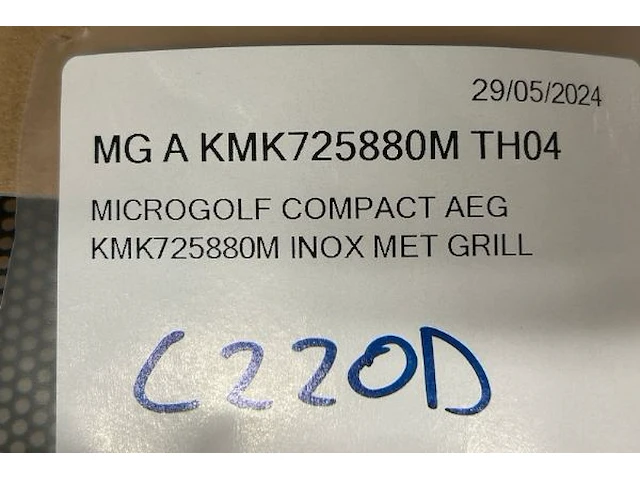 29/05/2024
MG A KMK725880M TH04
MICROGOLF COMPACT AEG
KMK725880M INOX MET GRILL
C220D